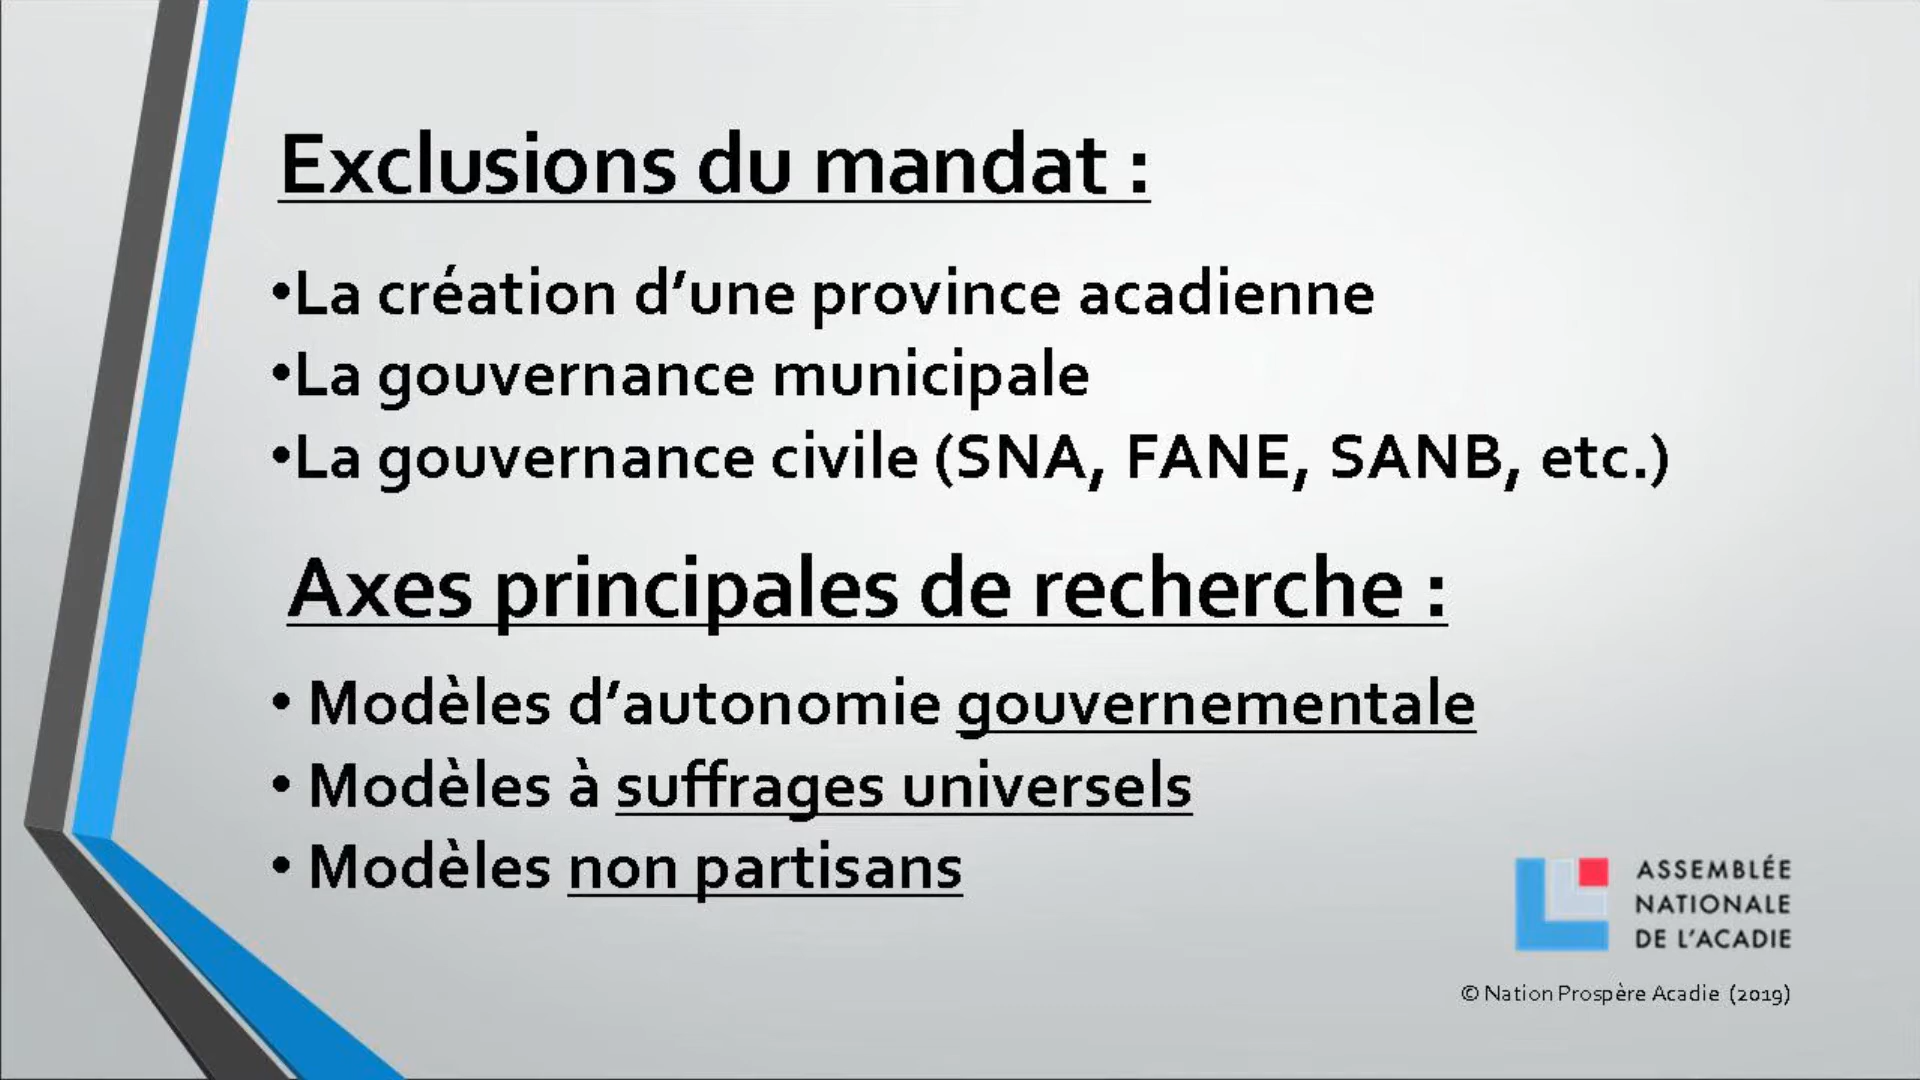 Exclusions du mandat :
•La création d’une province acadienne
•La gouvernance municipale
•La gouvernance civile (SNA, FANE, SANB, etc.)
Axes principales de recherche :
• Modèles d’autonomie gouvernementale
• Modèles à suffrages universels
• Modèles non partisans
ASSEMBLÉE
NATIONALE
DE L’ACADIE
© Nation Prospère Acadie (2019)